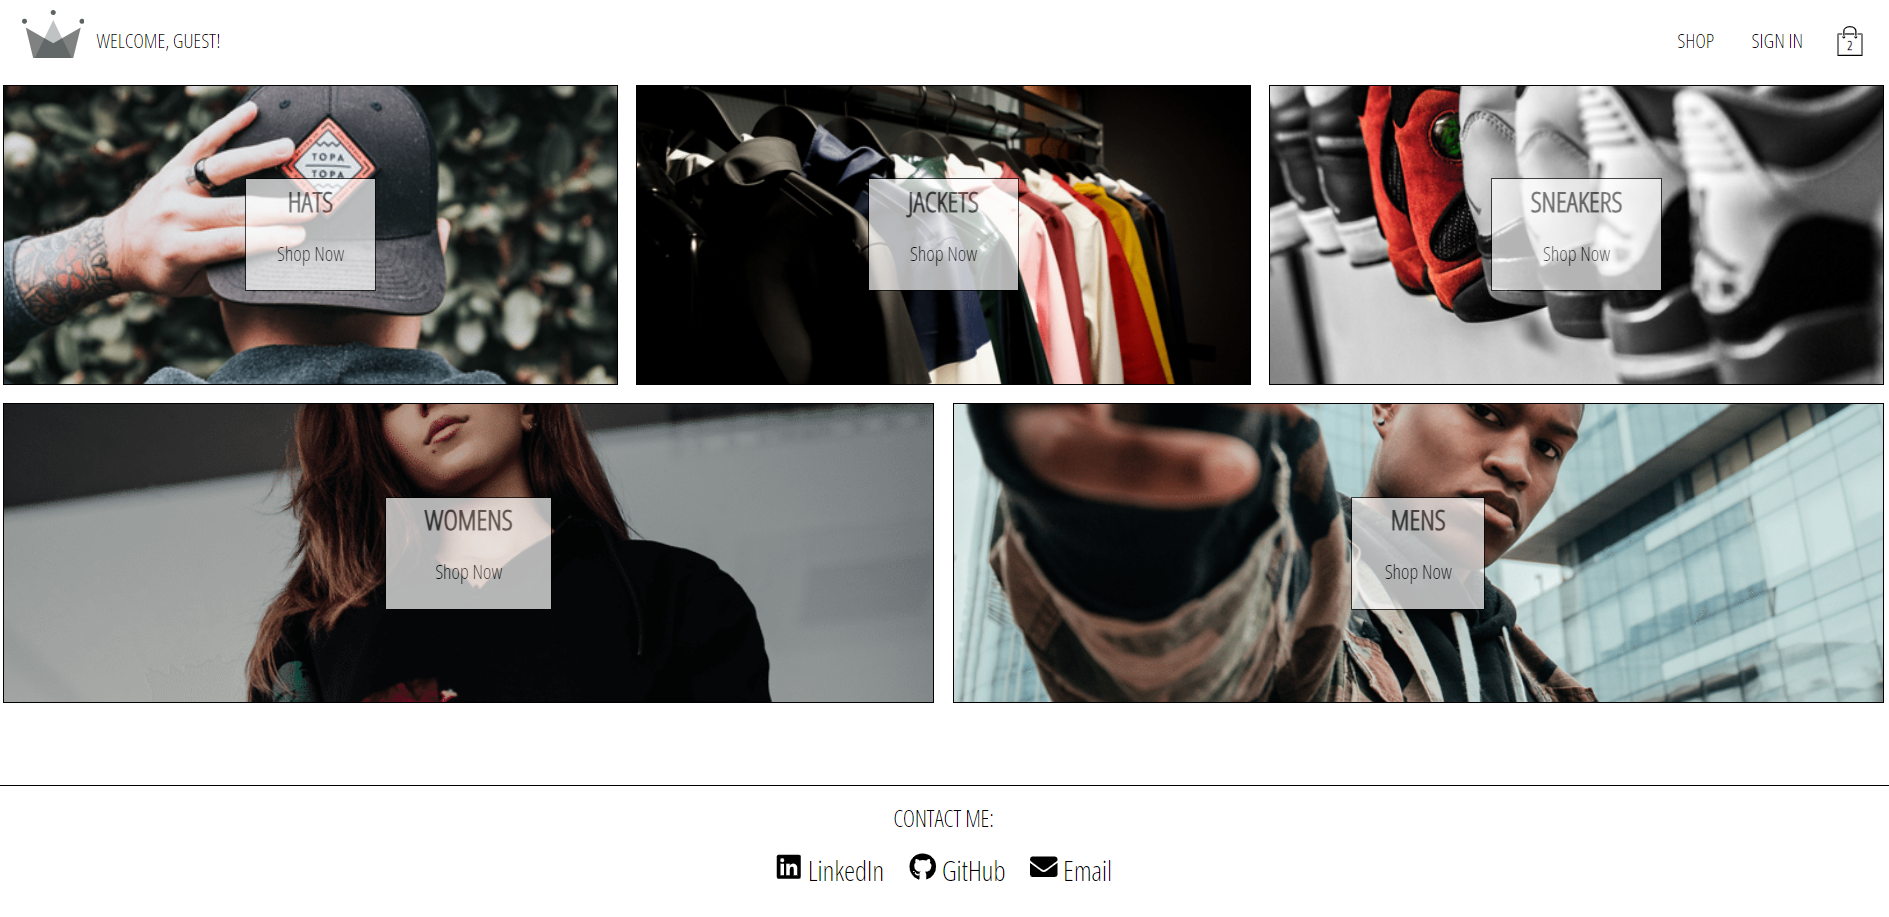 WELCOME, GUEST!
SHOP
SIGN IN
2
TOPA
TOPA
HATS
Shop Now
JACKETS
Shop Now
SNEAKERS
Shop Now
WOMENS
Shop Now
MENS
Shop Now
CONTACT ME:
in LinkedIn
GitHub
Email